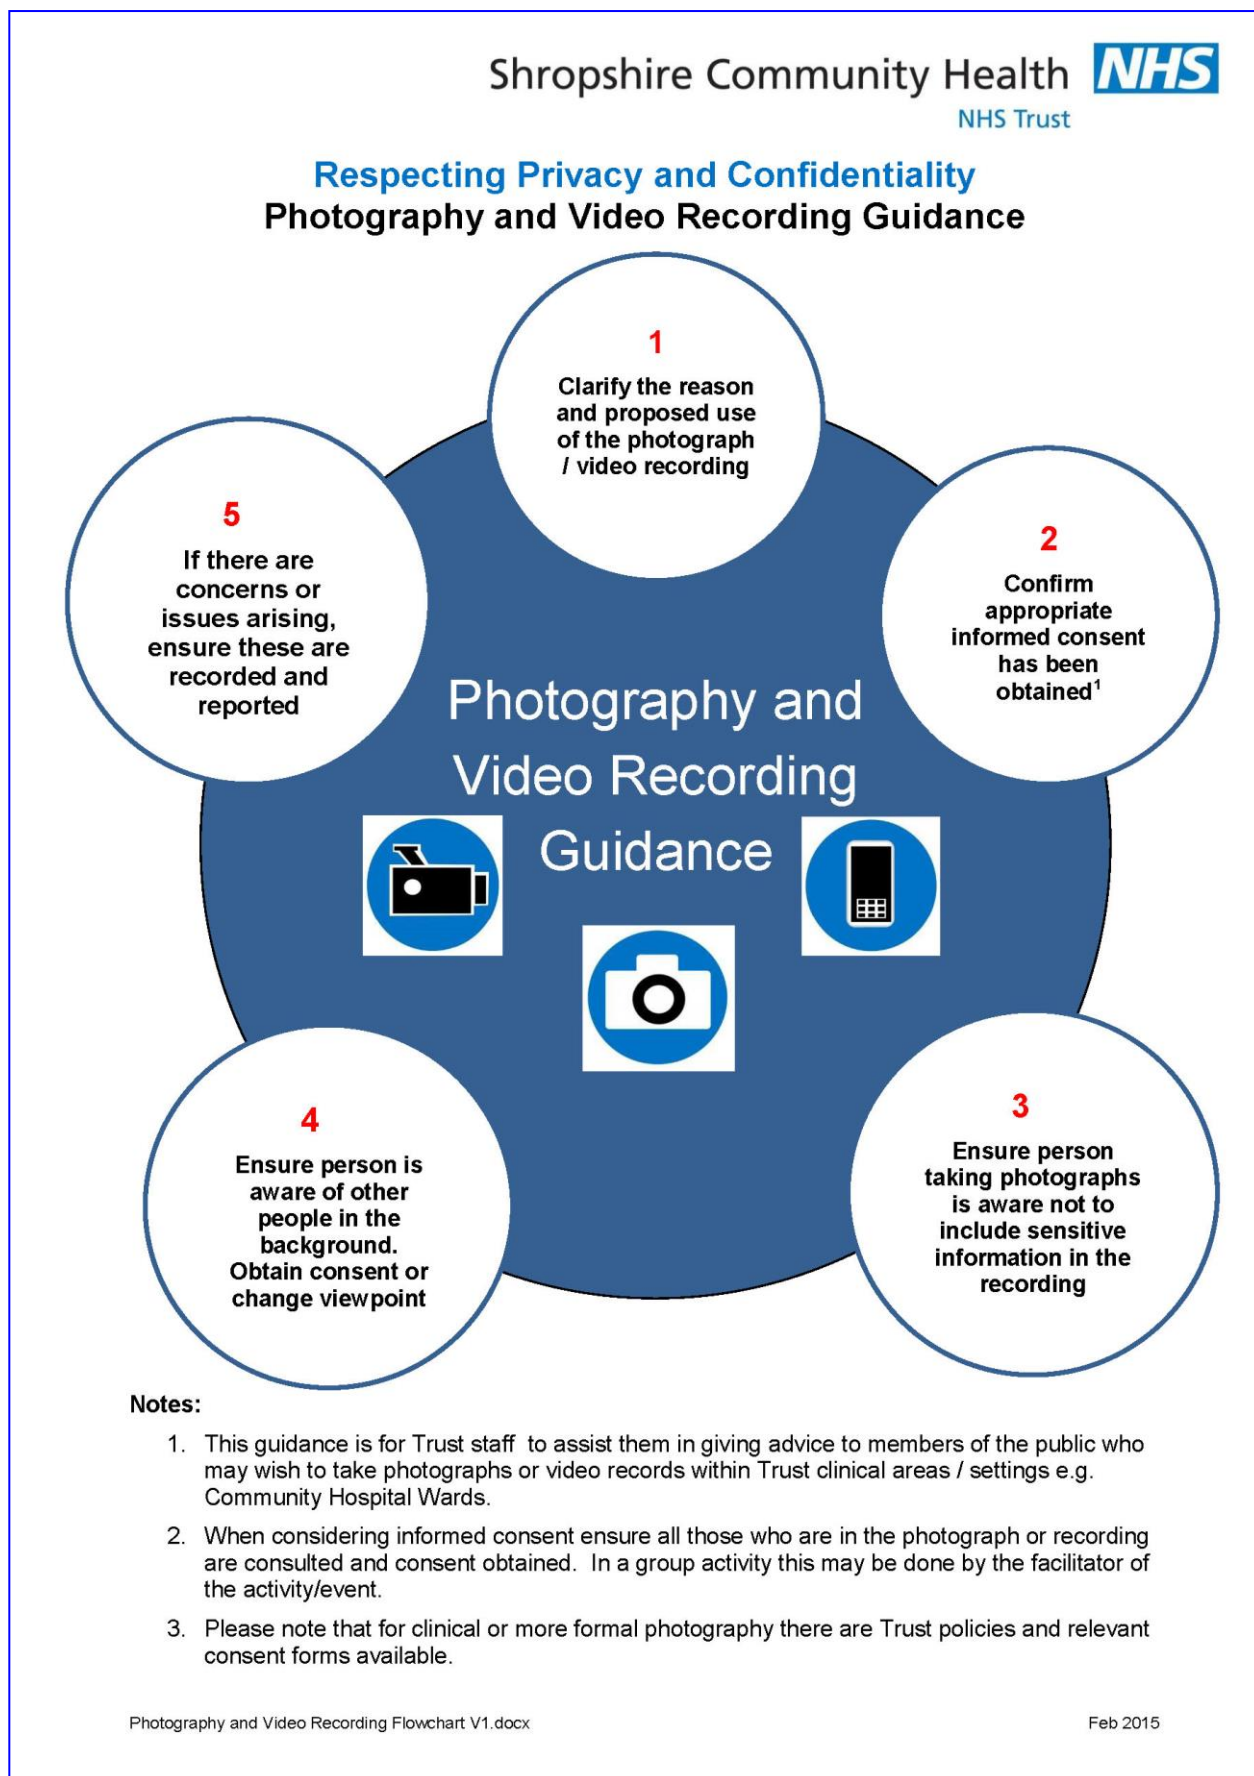 Shropshire Community Health NHS
NHS Trust
Respecting Privacy and Confidentiality
Photography and Video Recording Guidance
1
Clarify the reason
and proposed use
of the photograph
/ video recording
2
Confirm
appropriate
informed consent
has been
obtained¹
3
Ensure person
taking photographs
is aware not to
include sensitive
information in the
recording
4
Ensure person is
aware of other
people in the
background.
Obtain consent or
change viewpoint
5
If there are
concerns or
issues arising,
ensure these are
recorded and
reported
Photography and
Video Recording
Guidance
Notes:
1. This guidance is for Trust staff to assist them in giving advice to members of the public who
may wish to take photographs or video records within Trust clinical areas / settings e.g.
Community Hospital Wards.
2. When considering informed consent ensure all those who are in the photograph or recording
are consulted and consent obtained. In a group activity this may be done by the facilitator of
the activity/event.
3. Please note that for clinical or more formal photography there are Trust policies and relevant
consent forms available.
Photography and Video Recording Flowchart V1.docx
Feb 2015